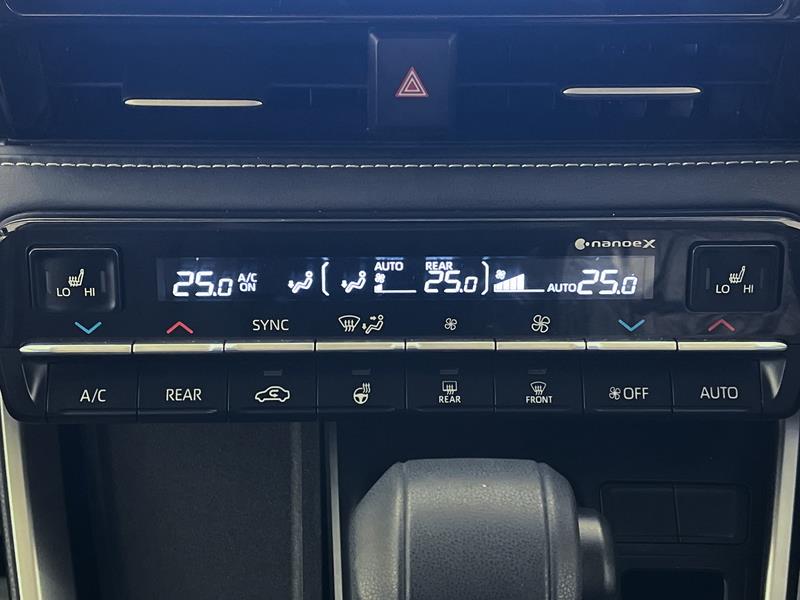 nanoeX
LO HI
25.0 A/C ON
AUTO
REAR 25.0
AUTO 25.0
LO HI
SYNC
A/C
REAR
REAR
FRONT
OFF
AUTO